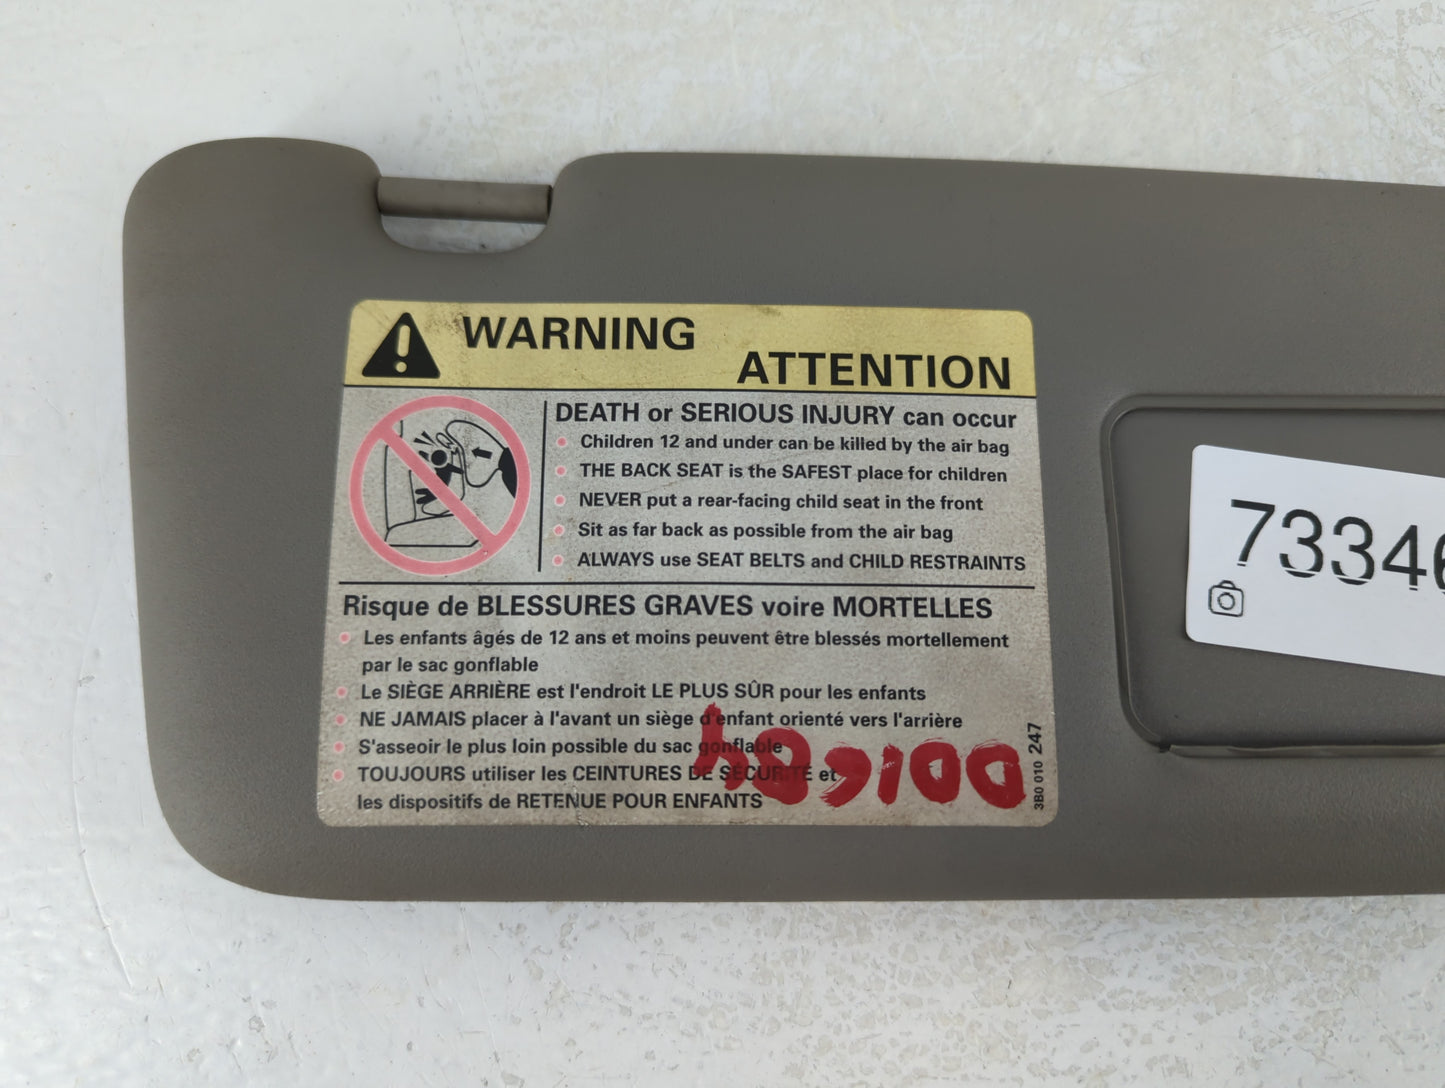 WARNING
ATTENTION
DEATH or SERIOUS INJURY can occur
Children 12 and under can be killed by the air bag
THE BACK SEAT is the SAFEST place for children
NEVER put a rear-facing child seat in the front
Sit as far back as possible from the air bag
ALWAYS use SEAT BELTS and CHILD RESTRAINTS
Risque de BLESSURES GRAVES voire MORTELLES
Les enfants âgés de 12 ans et moins peuvent être blessés mortellement
par le sac gonflable
Le SIÈGE ARRIÈRE est l'endroit LE PLUS SÛR pour les enfants
NE JAMAIS placer à l'avant un siège d'enfant orienté vers l'arrière
S'asseoir le plus loin possible du sac gonflable
TOUJOURS utiliser les CEINTURES DE SÉCURITÉ et
les dispositifs de RETENUE POUR ENFANTS
3B0 010 247
7334